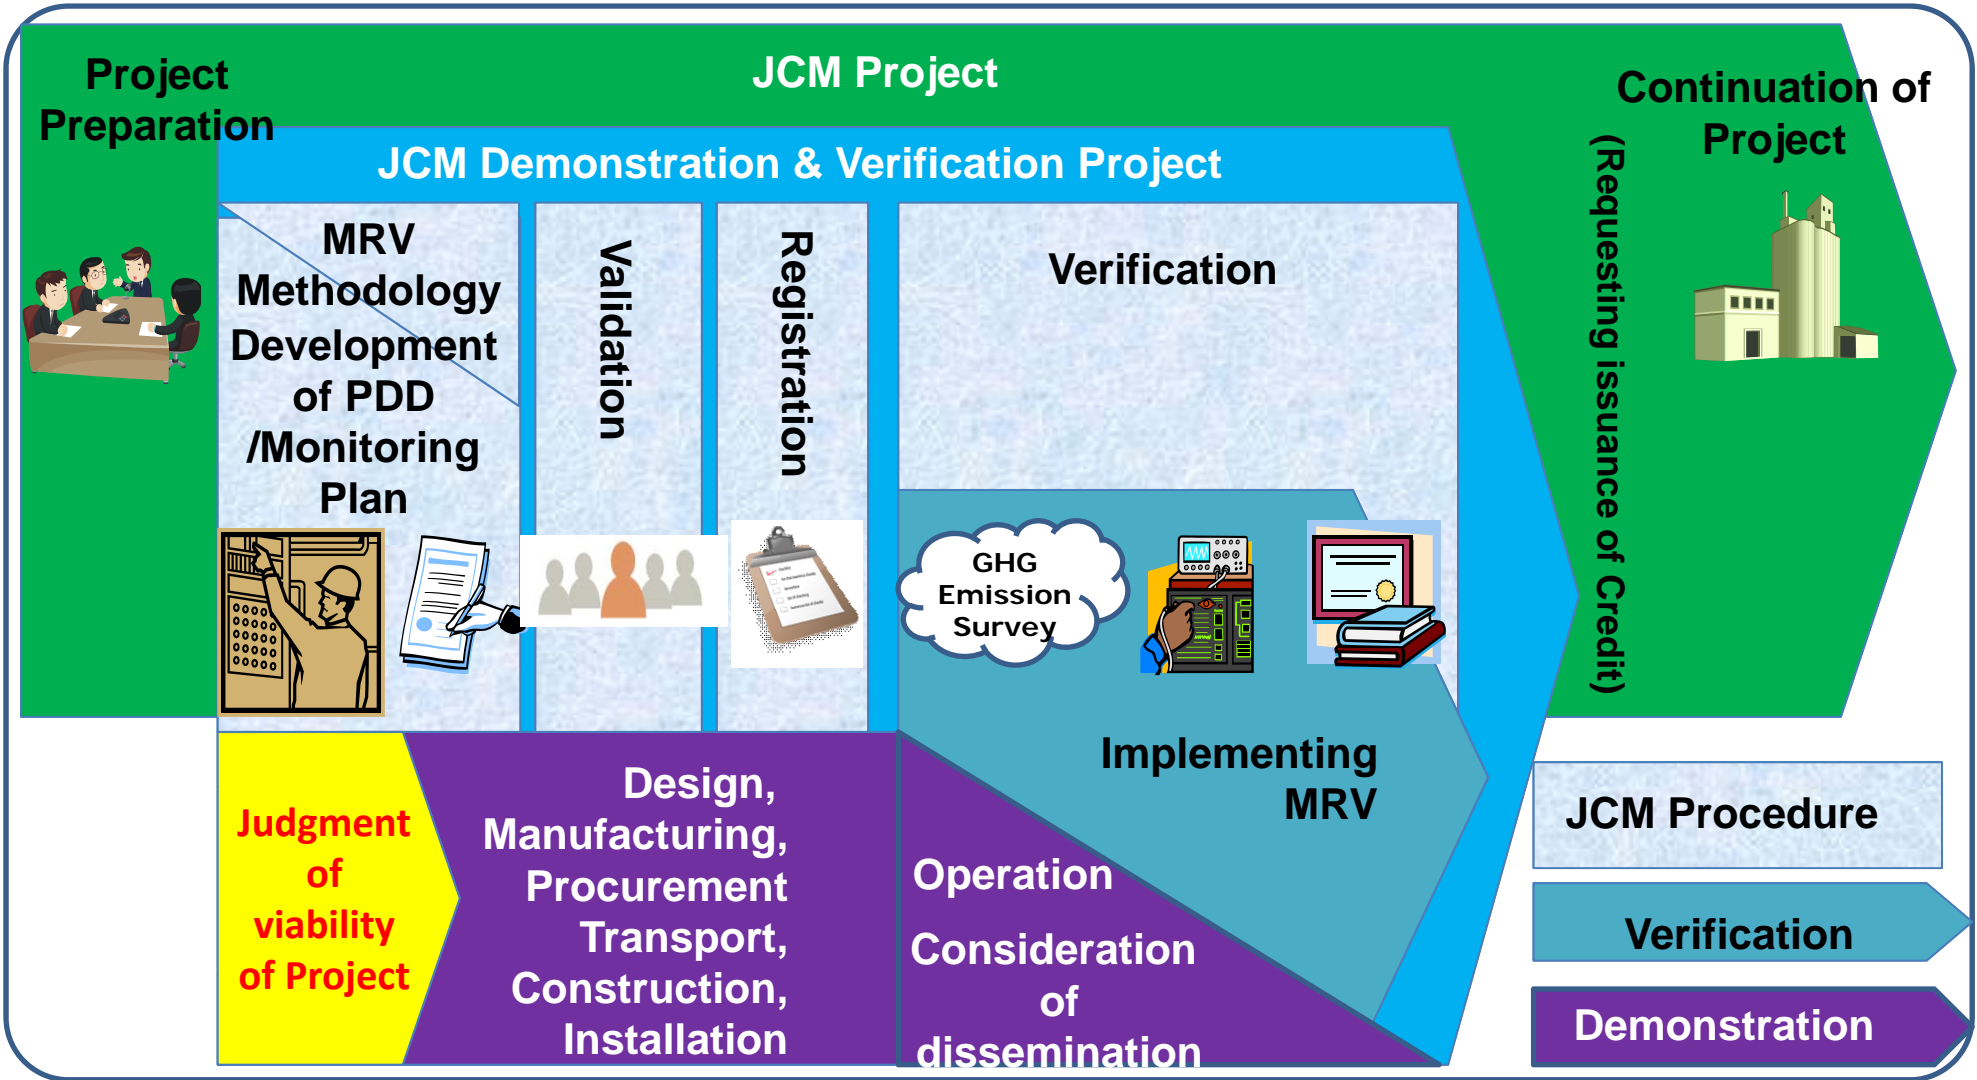 Project
Preparation
JCM Project
Continuation of
Project
(Requesting issuance of Credit)
JCM Demonstration & Verification Project
MRV
Methodology
Development
of PDD
/Monitoring
Plan
Validation
Registration
Verification
GHG
Emission
Survey
Implementing
MRV
Judgment
of
viability
of Project
Design,
Manufacturing,
Procurement
Transport,
Construction,
Installation
Operation
Consideration
of
dissemination
JCM Procedure
Verification
Demonstration